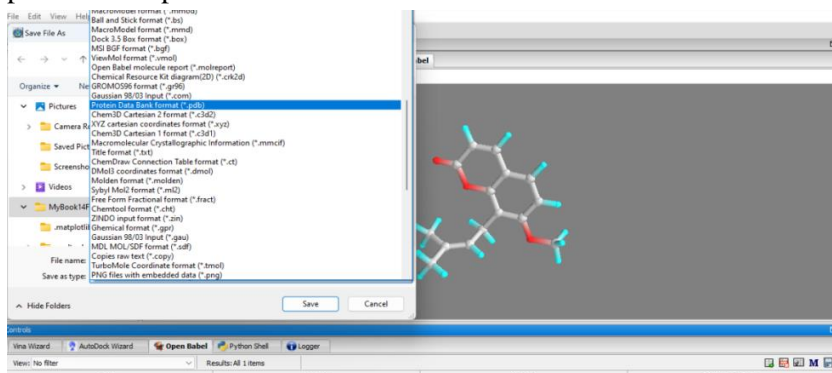 File Edit View Help
Save File As
Organize
Pictures
Saved Pict
Screensho
Videos
MyBook14F
.matplotlib
File name:
Save as type:
Hide Folders
Ball and Stick format (*.bs)
MacroModel format (*.mmd)
Dock 3.5 Box format (*.box)
MSI BGF format (*.bgf)
ViewMol format (*.vmol)
Open Babel molecule report (*.molreport)
Chemical Resource Kit diagram(2D) (*.crk2d)
GROMOS96 format (*.gr96)
Gaussian 98/03 Input (*.com)
Protein Data Bank format (*.pdb)
Chem3D Cartesian 2 format (*.c3d2)
XYZ cartesian coordinates format (*.xyz)
Chem3D Cartesian 1 format (*.c3d1)
Macromolecular Crystallographic Information (*.mmcif)
Title format (*.txt)
ChemDraw Connection Table format (*.ct)
DMol3 coordinates format (*.dmol)
Molden format (*.molden)
Sybyl Mol2 format (*.ml2)
Free Form Fractional format (*.fract)
Chemtool format (*.cht)
ZINDO input format (*.zin)
Ghemical format (*.gpr)
Gaussian 98/03 Input (*.gau)
MDL MOL/SDF format (*.sdf)
Copies raw text (*.copy)
TurboMole Coordinate format (*.tmol)
PNG files with embedded data (*.png)
Save Cancel
Controls
Vina Wizard AutoDock Wizard Open Babel Python Shell Logger
View: No filter Results: All 1 items